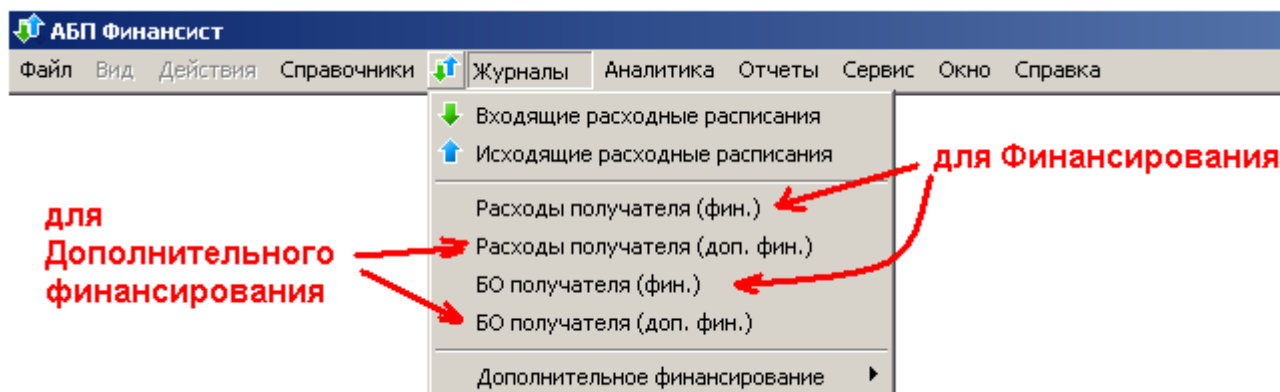 АБП Финансист
Файл Вид Действия Справочники Журналы Аналитика Отчеты Сервис Окно Справка
Входящие расходные расписания
Исходящие расходные расписания
для Финансирования
Расходы получателя (фин.)
Расходы получателя (доп. фин.)
БО получателя (фин.)
БО получателя (доп. фин.)
для
Дополнительного
финансирования
Дополнительное финансирование